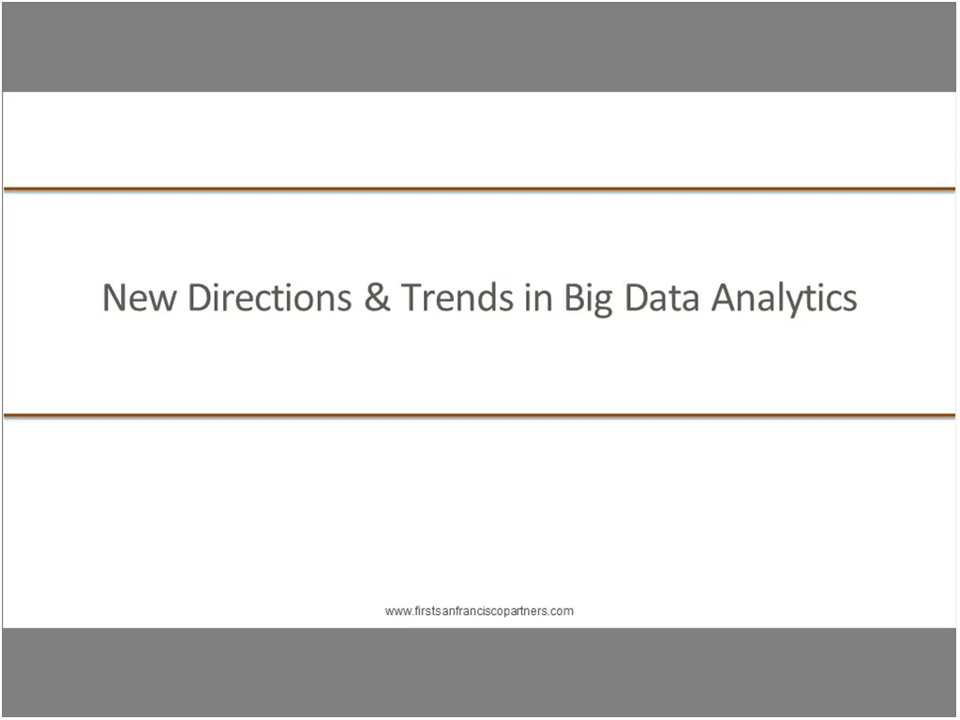 New Directions & Trends in Big Data Analytics
www.firstsanfranciscopartners.com